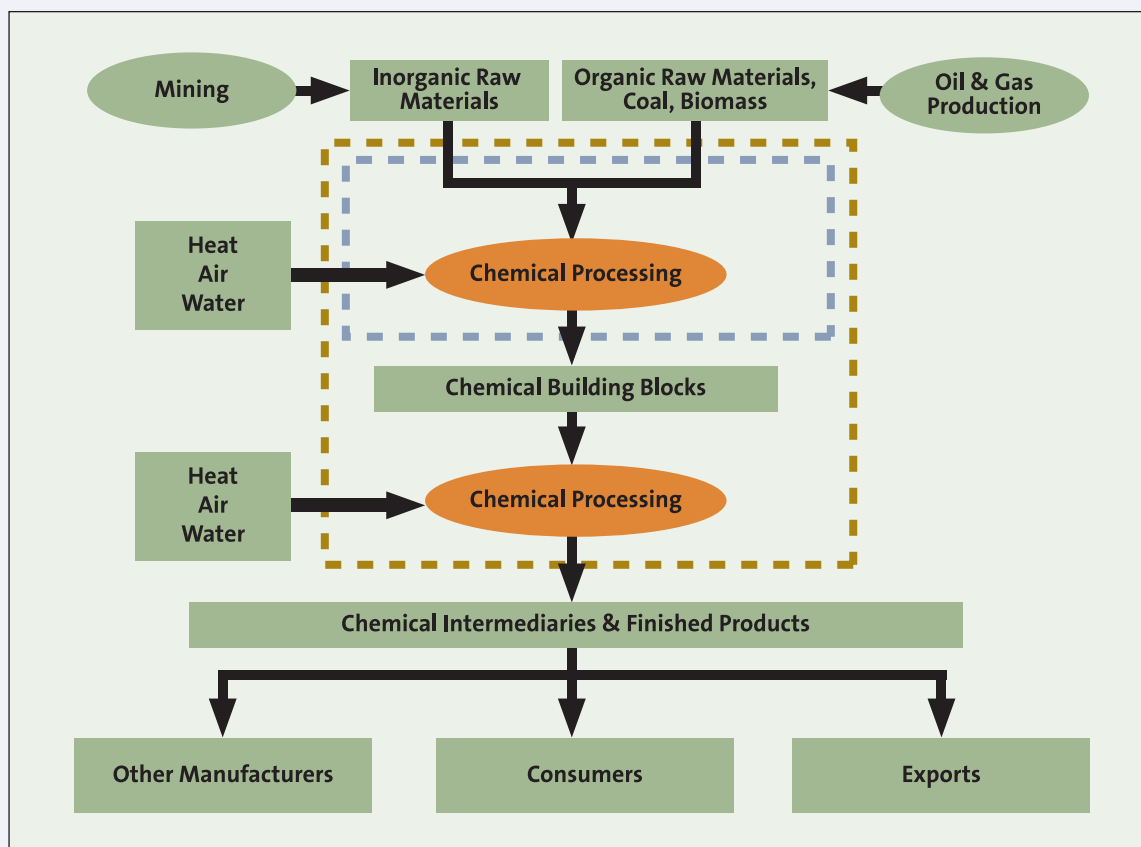 Mining
Inorganic Raw
Materials
Organic Raw Materials,
Coal, Biomass
Oil & Gas
Production
Heat
Air
Water
Chemical Processing
Chemical Building Blocks
Heat
Air
Water
Chemical Processing
Chemical Intermediaries & Finished Products
Other Manufacturers
Consumers
Exports